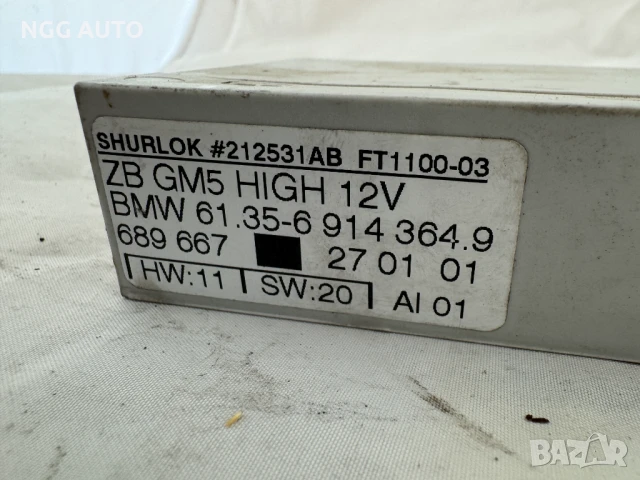 NGG AUTO
SHURLOK #212531AB FT1100-03
ZB GM5 HIGH 12V
BMW 61.35-6 914 364.9
689 667 27 01 01
HW:11 SW:20 AI 01
BAZAR